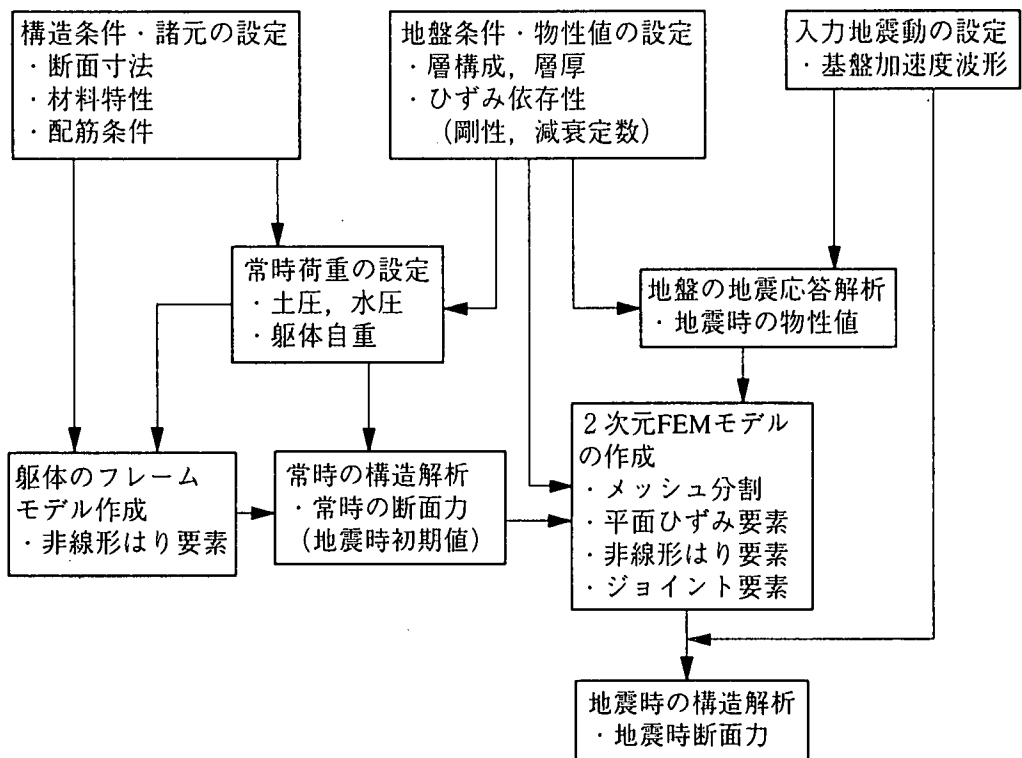 構造条件・諸元の設定
・断面寸法
・材料特性
・配筋条件
地盤条件・物性値の設定
・層構成，層厚
・ひずみ依存性
（剛性，減衰定数）
入力地震動の設定
・基盤加速度波形
常時荷重の設定
・土圧，水圧
・躯体自重
地盤の地震応答解析
・地震時の物性値
躯体のフレーム
モデル作成
・非線形はり要素
常時の構造解析
・常時の断面力
（地震時初期値）
２次元FEMモデル
の作成
・メッシュ分割
・平面ひずみ要素
・非線形はり要素
・ジョイント要素
地震時の構造解析
・地震時断面力